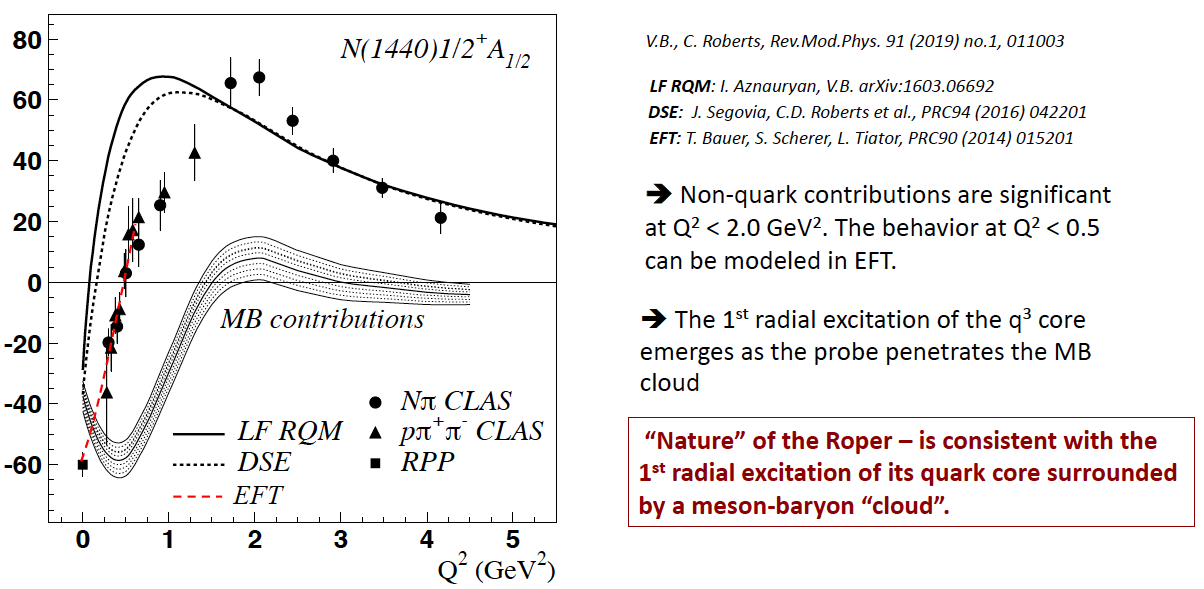 80
60
40
20
0
-20
-40
-60
N(1440)1/2⁺A₁/₂
MB contributions
LF RQM
DSE
EFT
Nπ CLAS
pπ⁺π⁻ CLAS
RPP
0 1 2 3 4 5
Q² (GeV²)
V.B., C. Roberts, Rev.Mod.Phys. 91 (2019) no.1, 011003
LF RQM: I. Aznauryan, V.B. arXiv:1603.06692
DSE: J. Segovia, C.D. Roberts et al., PRC94 (2016) 042201
EFT: T. Bauer, S. Scherer, L. Tiator, PRC90 (2014) 015201
➔ Non-quark contributions are significant
at Q² < 2.0 GeV². The behavior at Q² < 0.5
can be modeled in EFT.
➔ The 1ˢᵗ radial excitation of the q³ core
emerges as the probe penetrates the MB
cloud
“Nature” of the Roper – is consistent with the
1ˢᵗ radial excitation of its quark core surrounded
by a meson-baryon “cloud”.